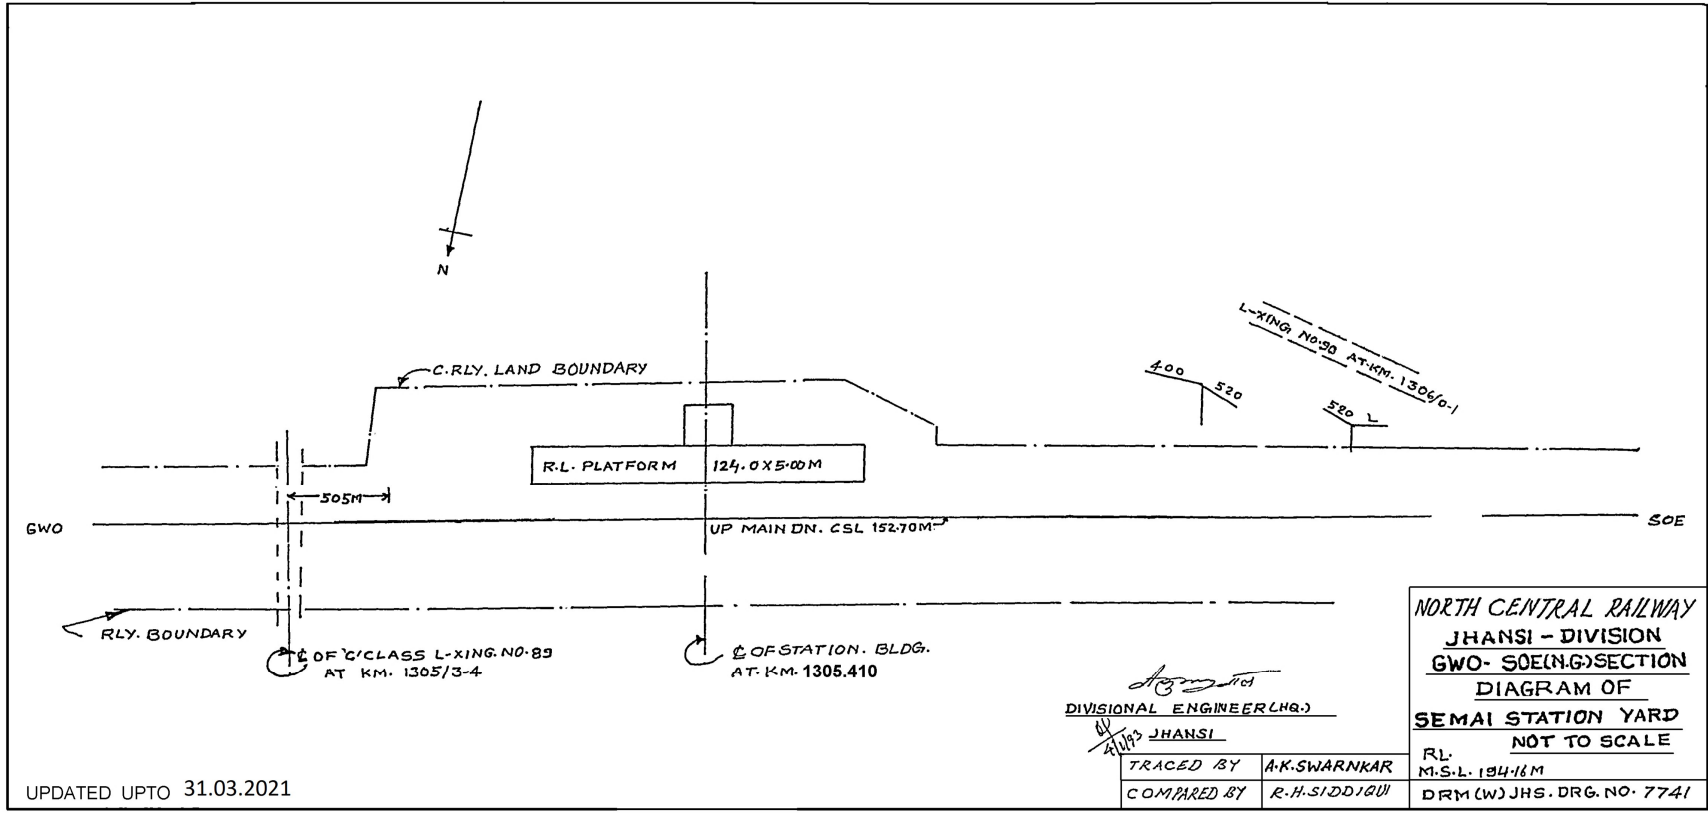 N
C.RLY. LAND BOUNDARY
L-XING NO.90 AT.KM. 1306/0-1
400
520
520 L
R.L. PLATFORM 124.0X5.00M
505M
GWO
UP MAIN DN. CSL 152.70M.
SOE
RLY. BOUNDARY
℄ OF 'C' CLASS L-XING. NO.89
AT KM. 1305/3-4
℄ OF STATION. BLDG.
AT. KM. 1305.410
DIVISIONAL ENGINEER (HQ.)
JHANSI
NORTH CENTRAL RAILWAY
JHANSI - DIVISION
GWO- SOE(N.G.)SECTION
DIAGRAM OF
SEMAI STATION YARD
NOT TO SCALE
RL.
M.S.L. 194.16M
TRACED BY A.K.SWARNKAR
COMPARED BY R.H.SIDDIQUI
DRM(W)JHS.DRG.NO. 7741
UPDATED UPTO 31.03.2021